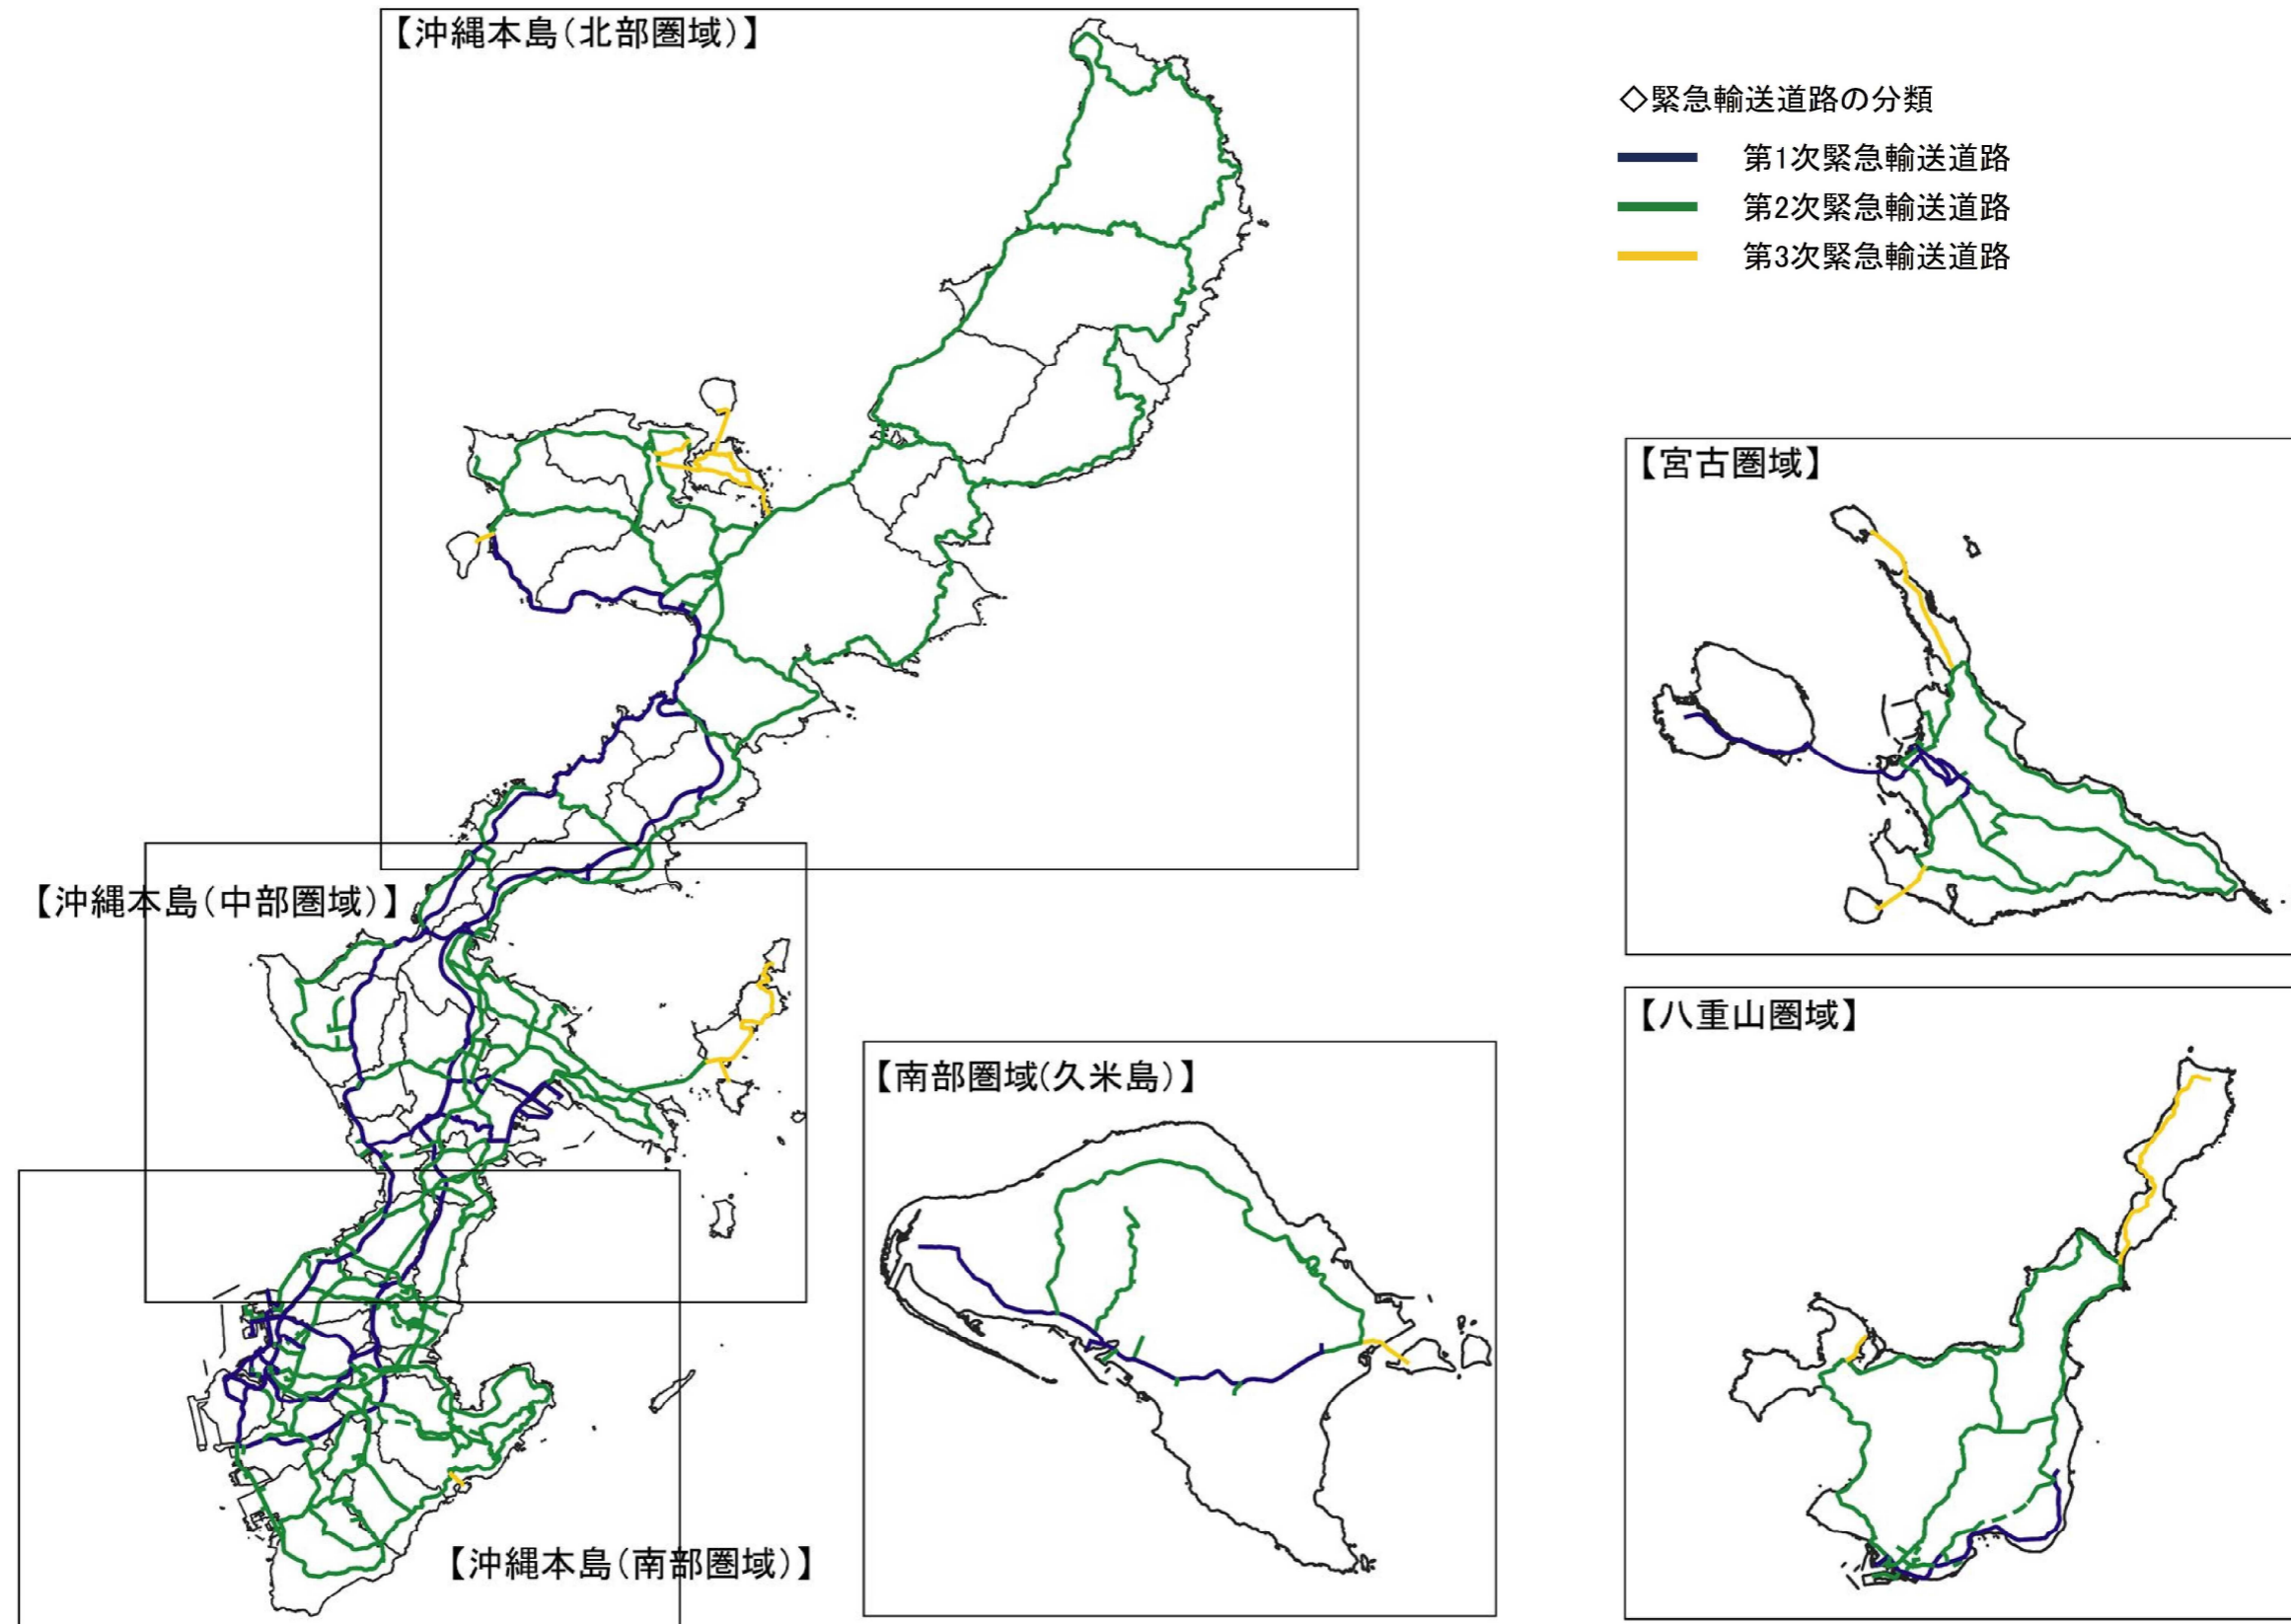 【沖縄本島(北部圏域)】
◇緊急輸送道路の分類
第1次緊急輸送道路
第2次緊急輸送道路
第3次緊急輸送道路
【宮古圏域】
【沖縄本島(中部圏域)】
【八重山圏域】
【南部圏域(久米島)】
【沖縄本島(南部圏域)】